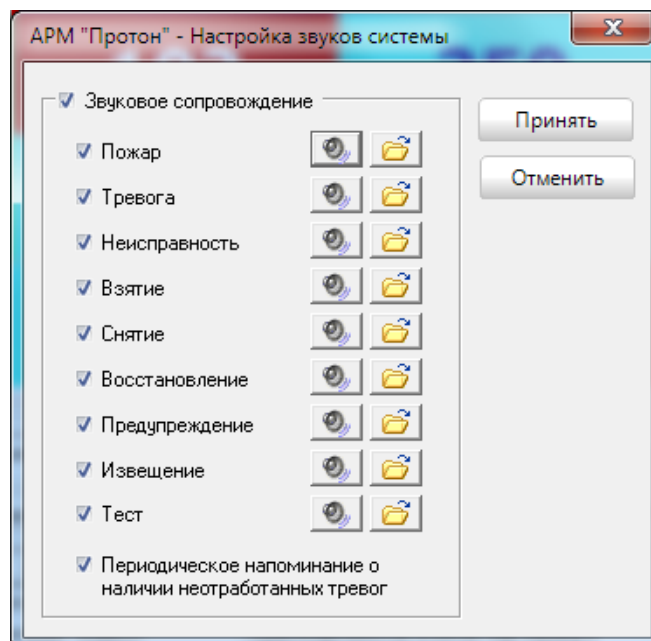 АРМ "Протон" - Настройка звуков системы
Звуковое сопровождение
Принять
Пожар
Отменить
Тревога
Неисправность
Взятие
Снятие
Восстановление
Предупреждение
Извещение
Тест
Периодическое напоминание о
наличии неотработанных тревог